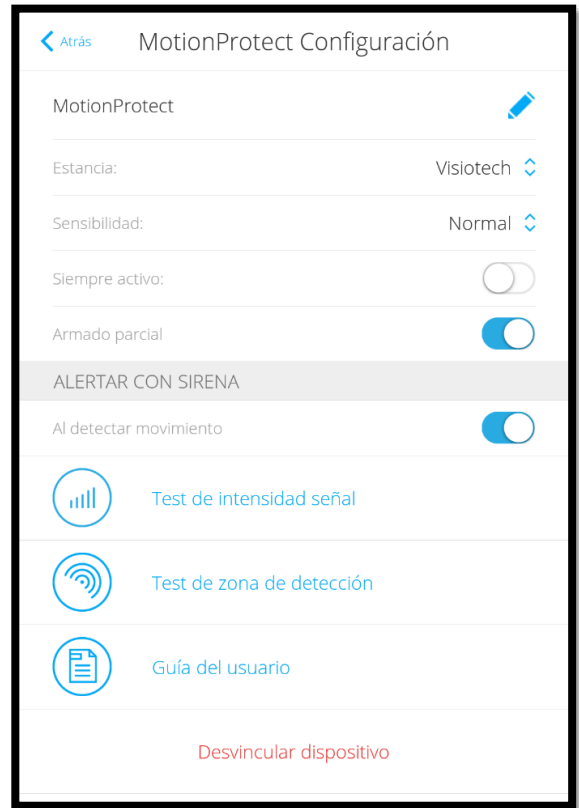 Atrás MotionProtect Configuración
MotionProtect
Estancia: Visiotech
Sensibilidad: Normal
Siempre activo:
Armado parcial
ALERTAR CON SIRENA
Al detectar movimiento
Test de intensidad señal
Test de zona de detección
Guía del usuario
Desvincular dispositivo